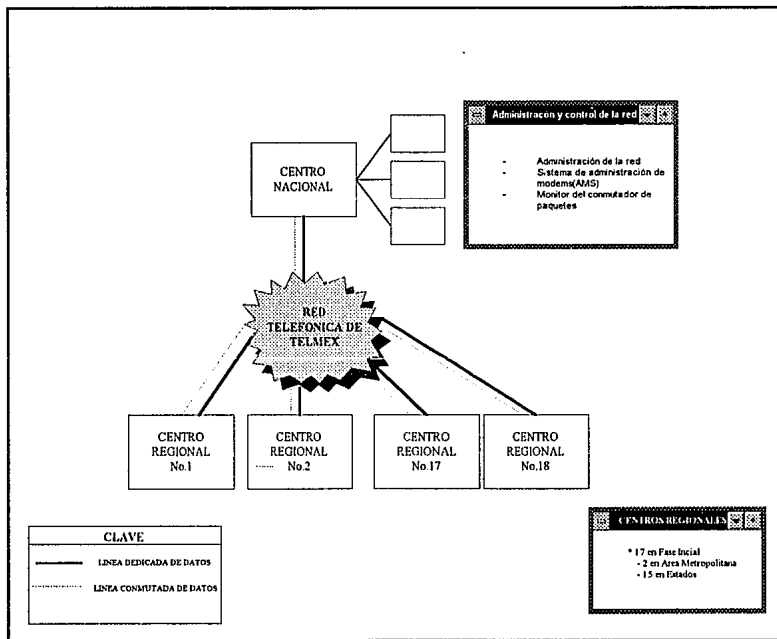 Administracón y control de la red
- Administración de la red
- Sistema de administración de
modems(AMS)
- Monitor del conmutador de
paquetes
CENTRO
NACIONAL
RED
TELEFONICA DE
TELMEX
CENTRO
REGIONAL
No.1
CENTRO
REGIONAL
No.2
CENTRO
REGIONAL
No.17
CENTRO
REGIONAL
No.18
CLAVE
LINEA DEDICADA DE DATOS
LINEA CONMUTADA DE DATOS
CENTROS REGIONALES
* 17 en Fase Incial
- 2 en Area Metropolitana
- 15 en Estados